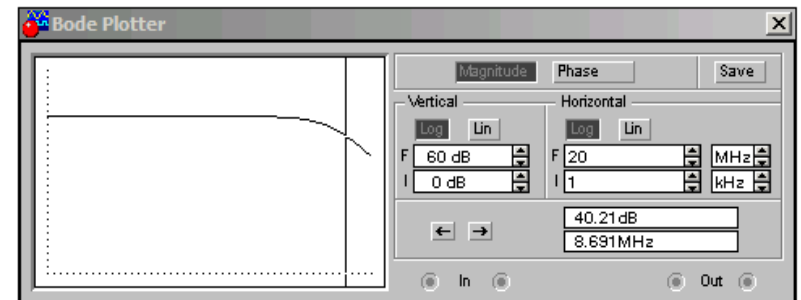 Bode Plotter
Magnitude Phase Save
Vertical Horizontal
Log Lin Log Lin
F 60 dB F 20 MHz
I 0 dB I 1 kHz
← → 40.21dB
8.691MHz
In Out